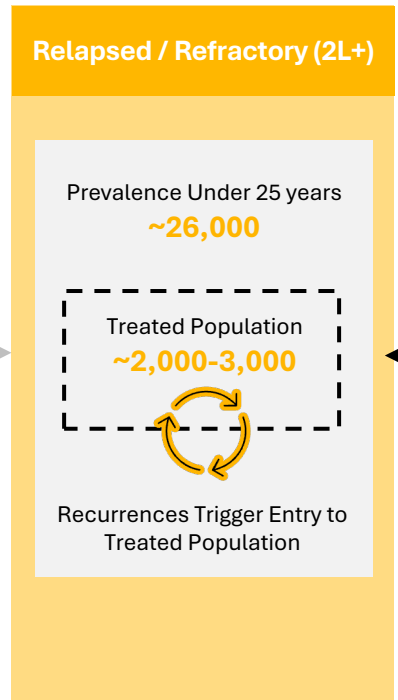 Relapsed / Refractory (2L+)
Prevalence Under 25 years
~26,000
Treated Population
~2,000-3,000
Recurrences Trigger Entry to
Treated Population